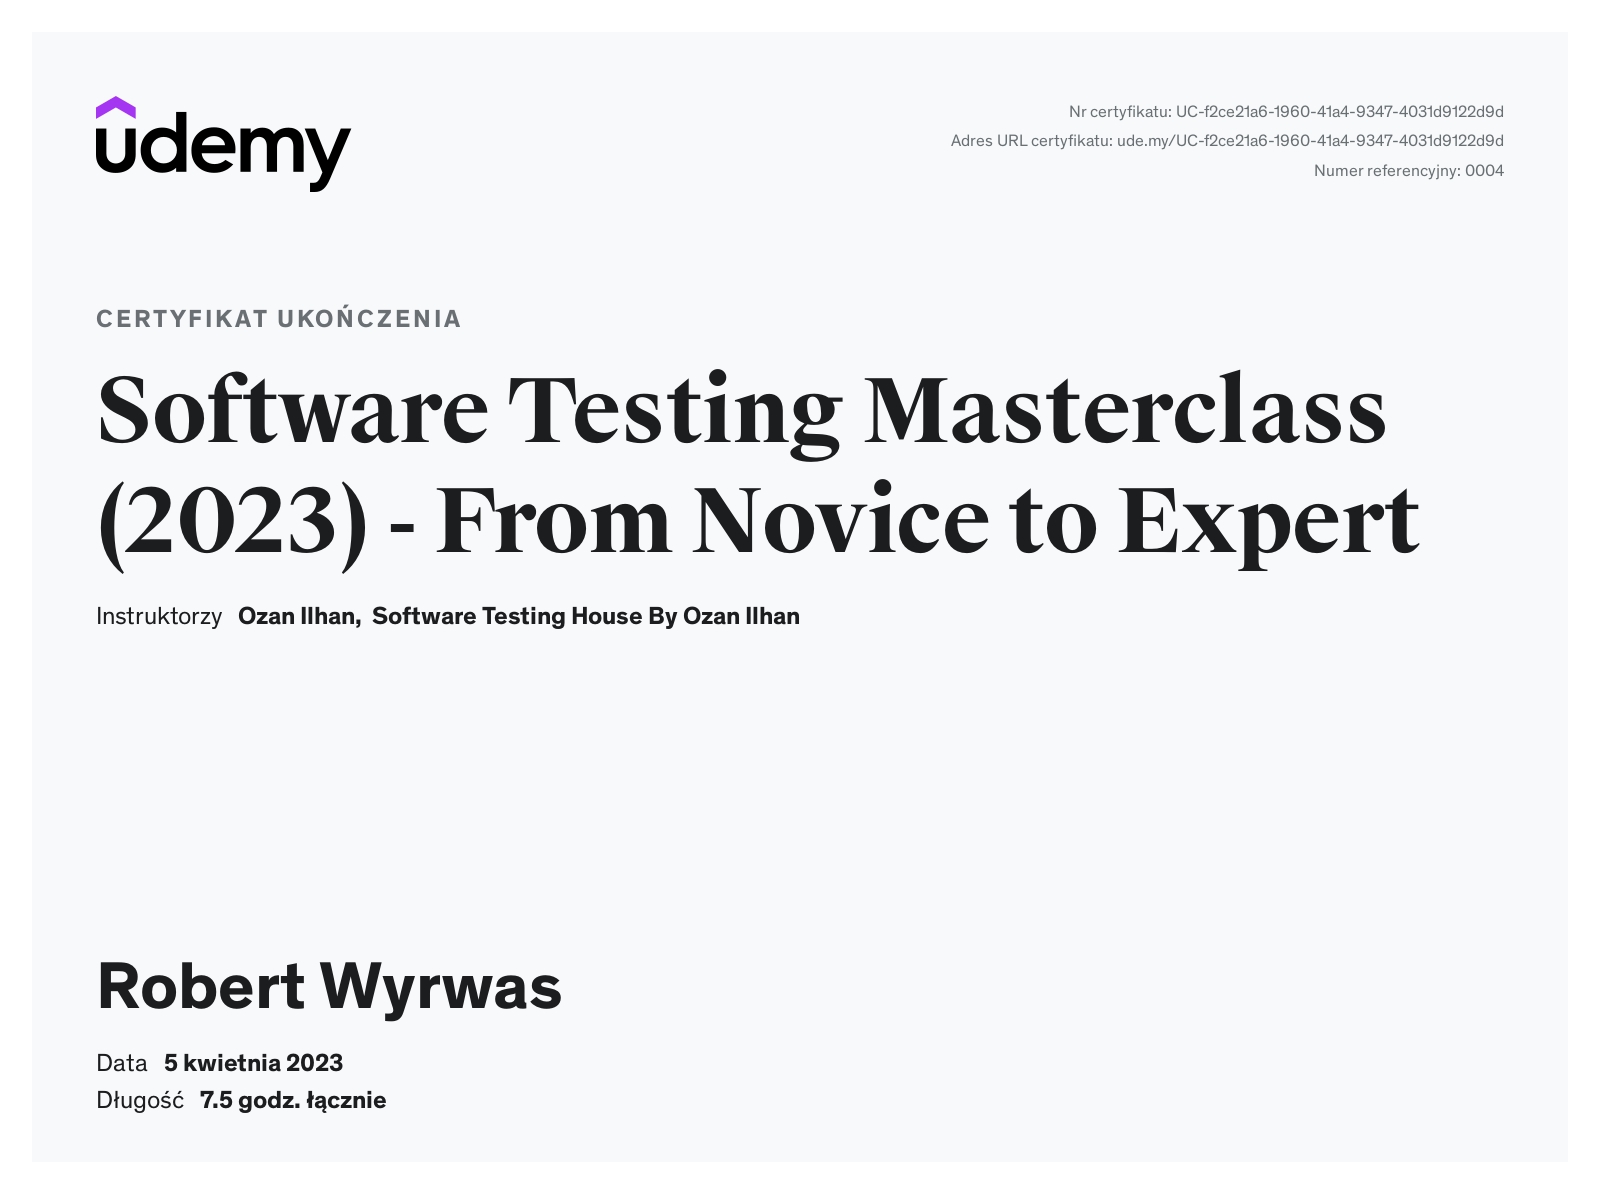 udemy
Nr certyfikatu: UC-f2ce21a6-1960-41a4-9347-4031d9122d9d
Adres URL certyfikatu: ude.my/UC-f2ce21a6-1960-41a4-9347-4031d9122d9d
Numer referencyjny: 0004
CERTYFIKAT UKOŃCZENIA
Software Testing Masterclass
(2023) - From Novice to Expert
Instruktorzy Ozan Ilhan, Software Testing House By Ozan Ilhan
Robert Wyrwas
Data 5 kwietnia 2023
Długość 7.5 godz. łącznie